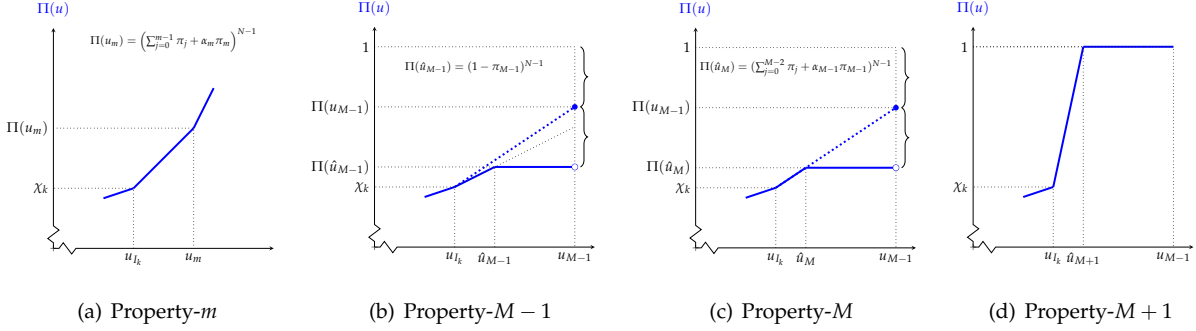 Π(u)
Π(u_m) = (∑_{j=0}^{m−1} π_j + α_m π_m)^{N−1}
Π(u_m)
χ_k
u_{I_k}
u_m
(a) Property-m
Π(u)
1
Π(û_{M−1}) = (1 − π_{M−1})^{N−1}
Π(u_{M−1})
Π(û_{M−1})
χ_k
u_{I_k}
û_{M−1}
u_{M−1}
(b) Property-M − 1
Π(u)
1
Π(û_M) = (∑_{j=0}^{M−2} π_j + α_{M−1} π_{M−1})^{N−1}
Π(u_{M−1})
Π(û_M)
χ_k
u_{I_k}
û_M
u_{M−1}
(c) Property-M
Π(u)
1
χ_k
u_{I_k}
û_{M+1}
u_{M−1}
(d) Property-M + 1